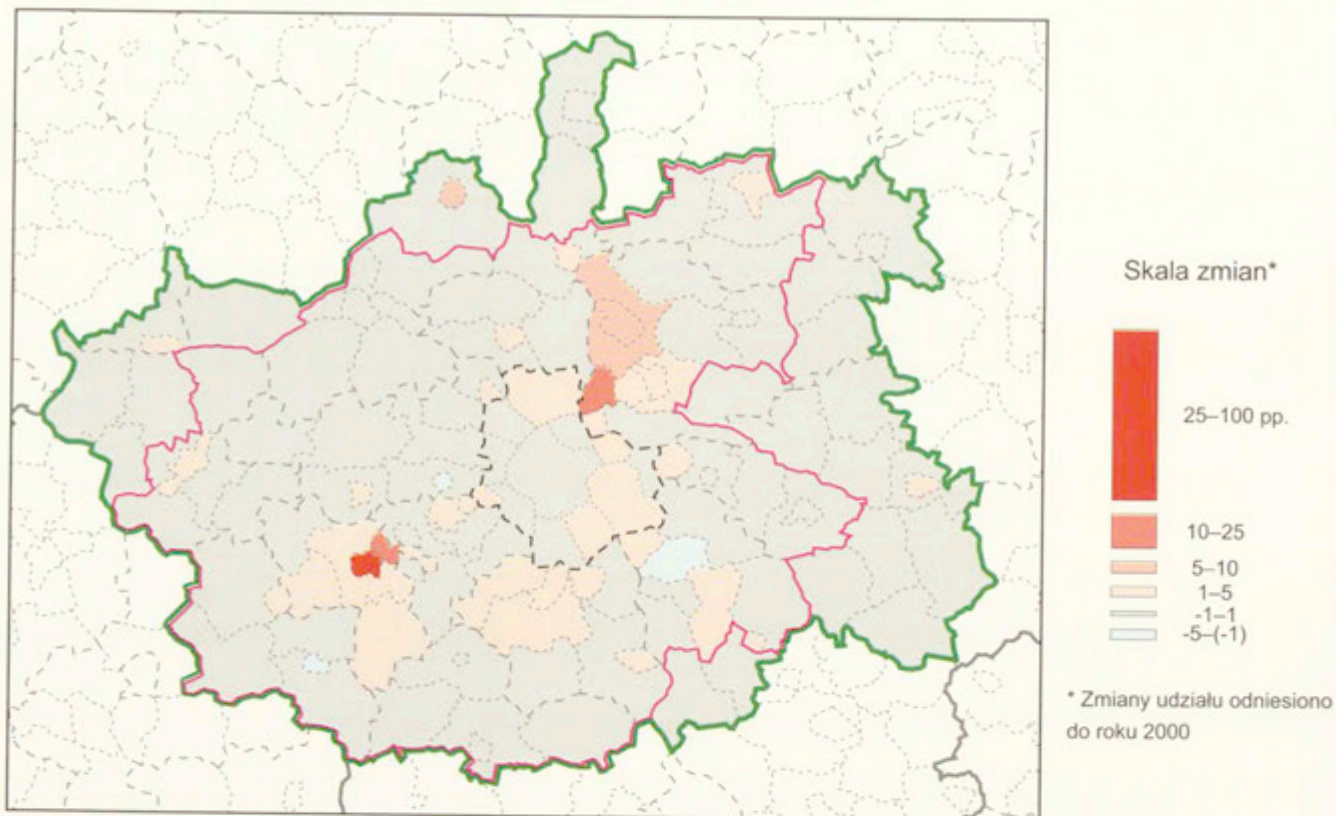 Skala zmian*
25–100 pp.
10–25
5–10
1–5
-1–1
-5–(-1)
* Zmiany udziału odniesiono
do roku 2000